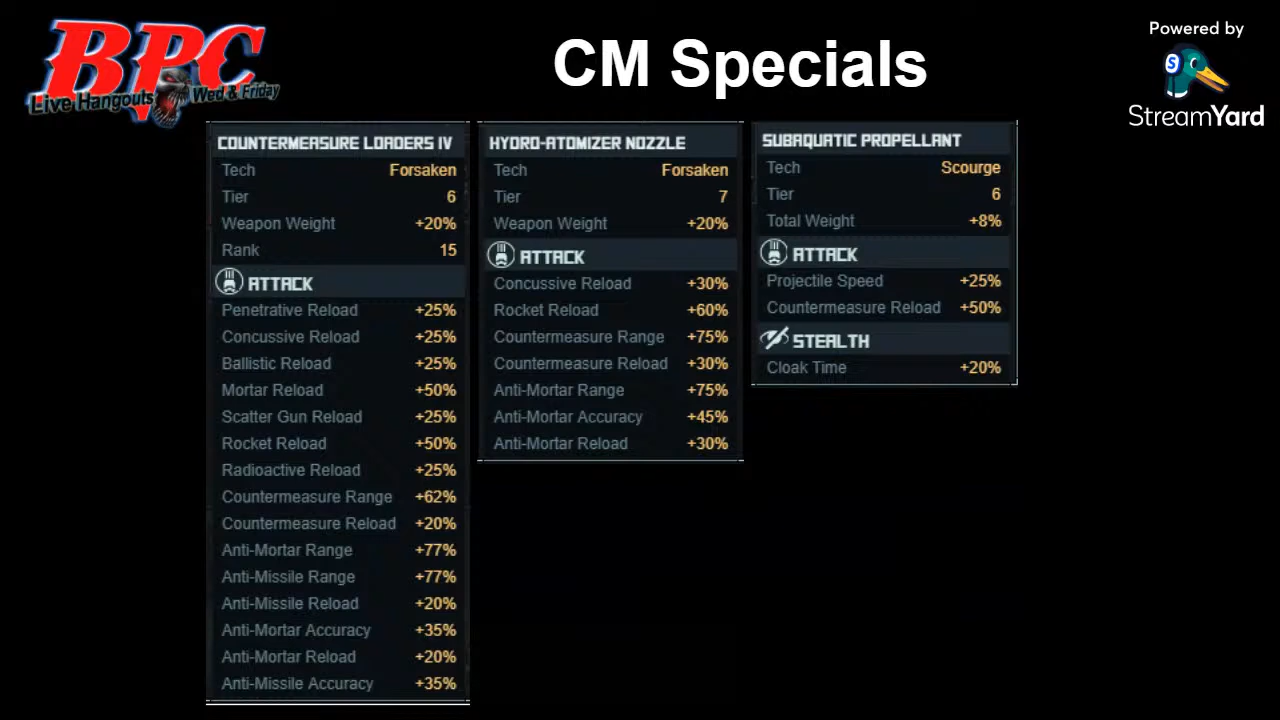 BPC
Live Hangouts Wed & Friday
CM Specials
Powered by
S
StreamYard
COUNTERMEASURE LOADERS IV
Tech Forsaken
Tier 6
Weapon Weight +20%
Rank 15
ATTACK
Penetrative Reload +25%
Concussive Reload +25%
Ballistic Reload +25%
Mortar Reload +50%
Scatter Gun Reload +25%
Rocket Reload +50%
Radioactive Reload +25%
Countermeasure Range +62%
Countermeasure Reload +20%
Anti-Mortar Range +77%
Anti-Missile Range +77%
Anti-Missile Reload +20%
Anti-Mortar Accuracy +35%
Anti-Mortar Reload +20%
Anti-Missile Accuracy +35%
HYDRO-ATOMIZER NOZZLE
Tech Forsaken
Tier 7
Weapon Weight +20%
ATTACK
Concussive Reload +30%
Rocket Reload +60%
Countermeasure Range +75%
Countermeasure Reload +30%
Anti-Mortar Range +75%
Anti-Mortar Accuracy +45%
Anti-Mortar Reload +30%
SUBAQUATIC PROPELLANT
Tech Scourge
Tier 6
Total Weight +8%
ATTACK
Projectile Speed +25%
Countermeasure Reload +50%
STEALTH
Cloak Time +20%